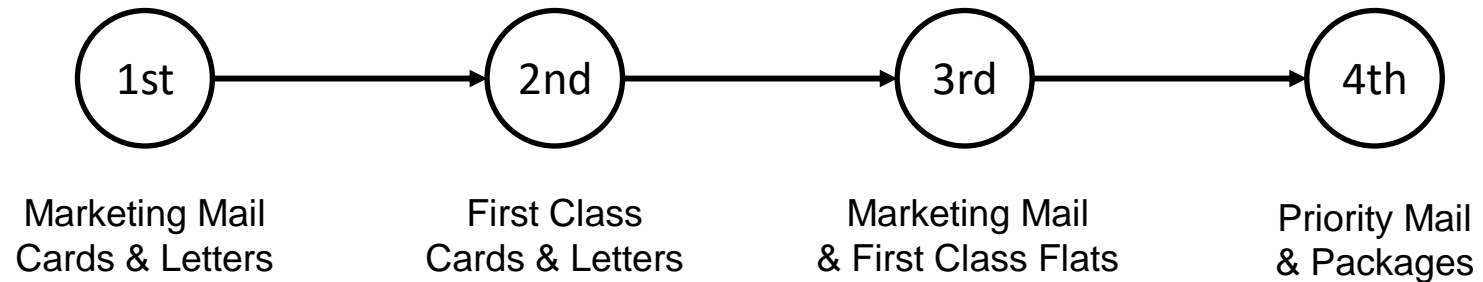 1st
2nd
3rd
4th
Marketing Mail
Cards & Letters
First Class
Cards & Letters
Marketing Mail
& First Class Flats
Priority Mail
& Packages